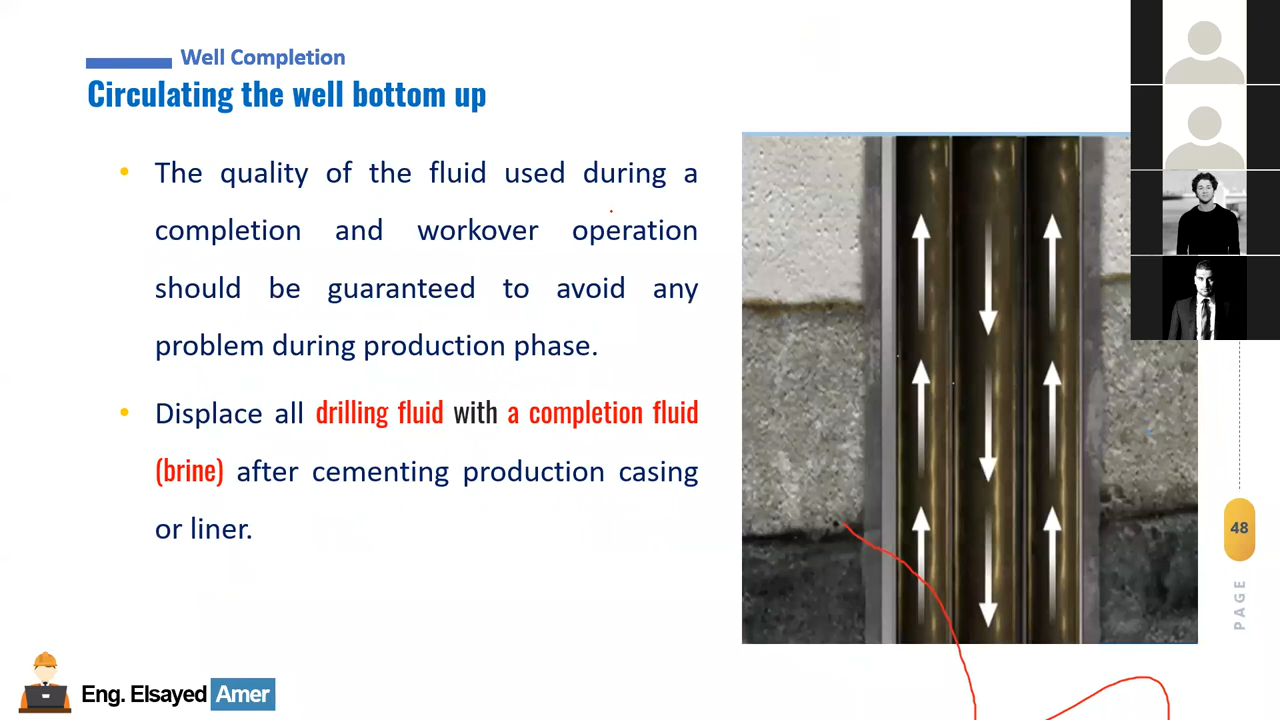 Well Completion
Circulating the well bottom up
• The quality of the fluid used during a
completion and workover operation
should be guaranteed to avoid any
problem during production phase.
• Displace all drilling fluid with a completion fluid
(brine) after cementing production casing
or liner.
48
PAGE
Eng. Elsayed Amer